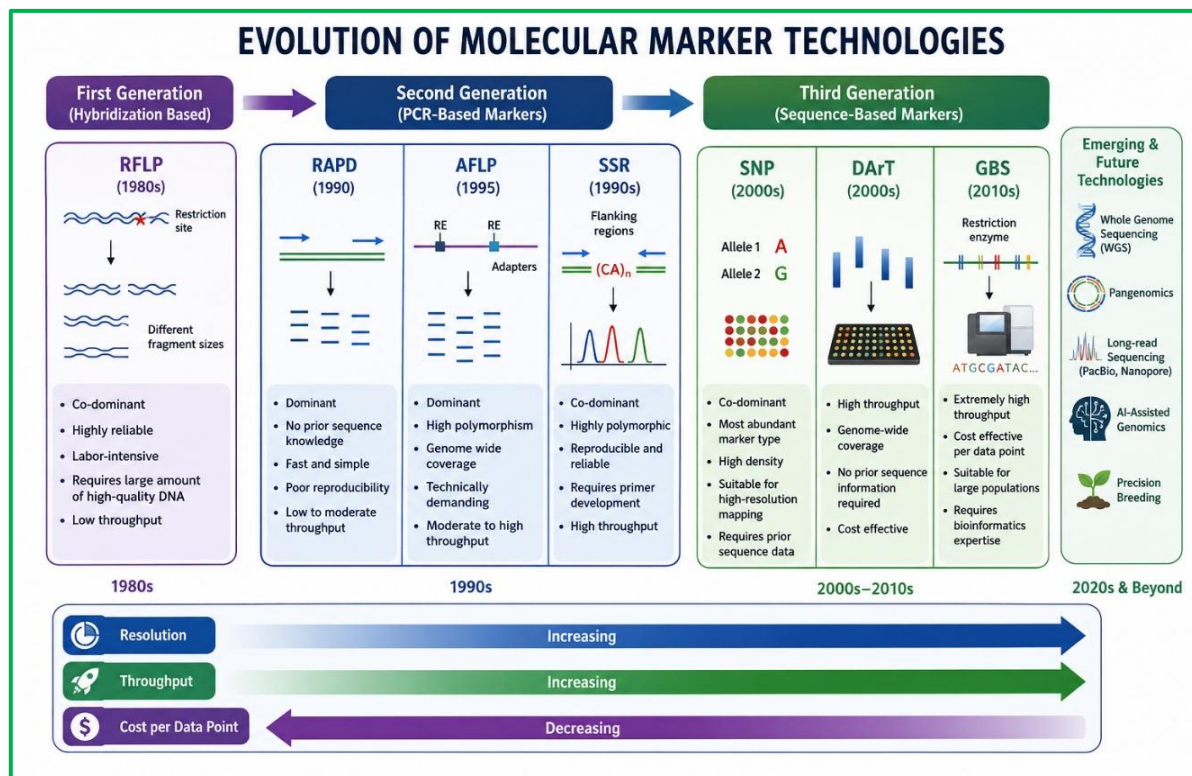 EVOLUTION OF MOLECULAR MARKER TECHNOLOGIES
First Generation
(Hybridization Based)
Second Generation
(PCR-Based Markers)
Third Generation
(Sequence-Based Markers)
RFLP
(1980s)
Restriction
site
Different
fragment sizes
• Co-dominant
• Highly reliable
• Labor-intensive
• Requires large amount
of high-quality DNA
• Low throughput
RAPD
(1990)
• Dominant
• No prior sequence
knowledge
• Fast and simple
• Poor reproducibility
• Low to moderate
throughput
AFLP
(1995)
RE
RE
Adapters
• Dominant
• High polymorphism
• Genome wide
coverage
• Technically
demanding
• Moderate to high
throughput
SSR
(1990s)
Flanking
regions
(CA)n
• Co-dominant
• Highly polymorphic
• Reproducible and
reliable
• Requires primer
development
• High throughput
SNP
(2000s)
Allele 1 A
Allele 2 G
• Co-dominant
• Most abundant
marker type
• High density
• Suitable for
high-resolution
mapping
• Requires prior
sequence data
DArT
(2000s)
• High throughput
• Genome-wide
coverage
• No prior sequence
information
required
• Cost effective
GBS
(2010s)
Restriction
enzyme
ATGCGATAC...
• Extremely high
throughput
• Cost effective
per data point
• Suitable for
large populations
• Requires
bioinformatics
expertise
Emerging &
Future
Technologies
Whole Genome
Sequencing
(WGS)
Pangenomics
Long-read
Sequencing
(PacBio, Nanopore)
AI-Assisted
Genomics
Precision
Breeding
1980s
1990s
2000s–2010s
2020s & Beyond
Resolution
Increasing
Throughput
Increasing
$ Cost per Data Point
Decreasing